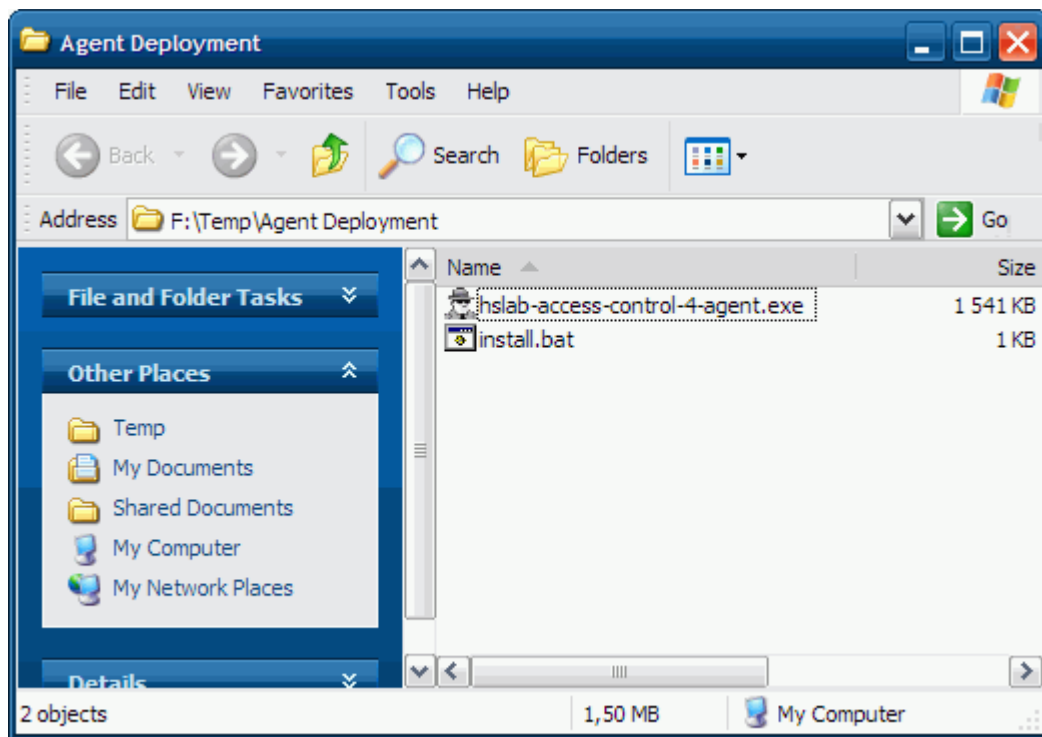 Agent Deployment
File Edit View Favorites Tools Help
Back Search Folders
Address F:\Temp\Agent Deployment Go
Name Size
File and Folder Tasks
hslab-access-control-4-agent.exe 1 541 KB
install.bat 1 KB
Other Places
Temp
My Documents
Shared Documents
My Computer
My Network Places
Details
2 objects 1,50 MB My Computer